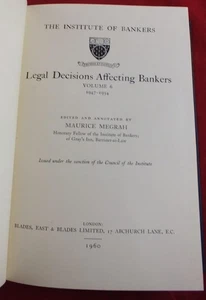 THE INSTITUTE OF BANKERS
Legal Decisions Affecting Bankers
VOLUME 6
1947-1954
EDITED AND ANNOTATED BY
MAURICE MEGRAH
Honorary Fellow of the Institute of Bankers,
of Gray's Inn, Barrister-at-Law
Issued under the sanction of the Council of the Institute
LONDON:
BLADES, EAST & BLADES LIMITED, 17 ABCHURCH LANE, E.C.
1960